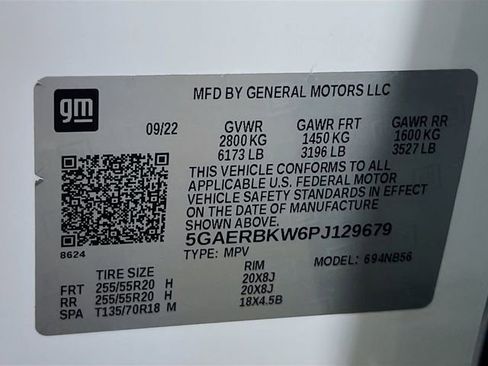 gm
MFD BY GENERAL MOTORS LLC
09/22 GVWR GAWR FRT GAWR RR
2800 KG 1450 KG 1600 KG
6173 LB 3196 LB 3527 LB
THIS VEHICLE CONFORMS TO ALL
APPLICABLE U.S. FEDERAL MOTOR
VEHICLE SAFETY STANDARDS IN EFFECT
ON THE DATE OF MANUFACTURE
SHOWN ABOVE.
5GAERBKW6PJ129679
8624 TYPE: MPV MODEL: 694NB56
TIRE SIZE RIM
FRT 255/55R20 H 20X8J
RR 255/55R20 H 20X8J
SPA T135/70R18 M 18X4.5B